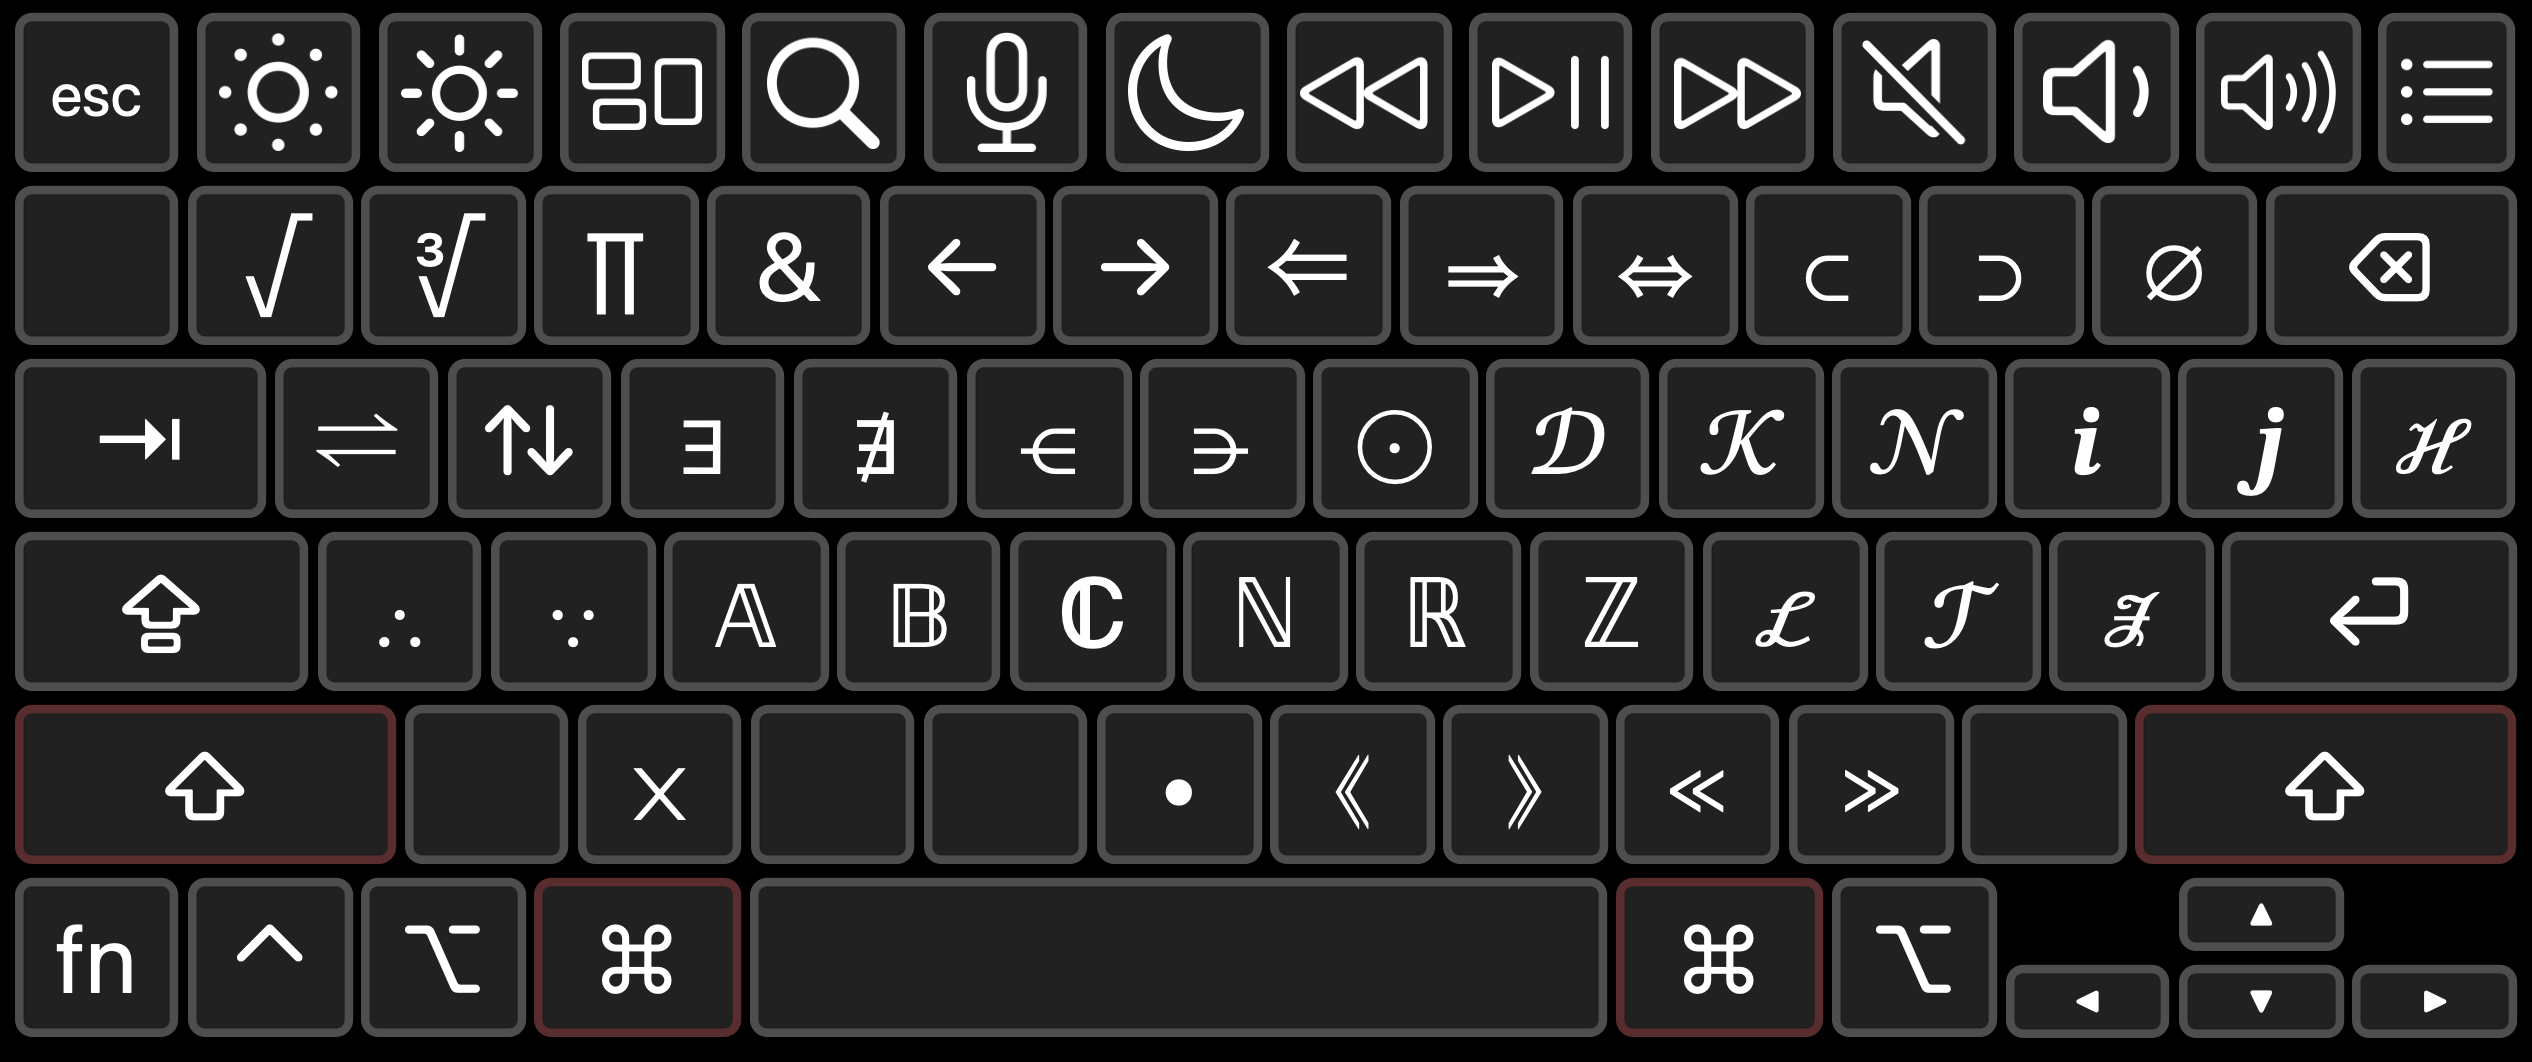 esc
√ ∛ ∏ & ← → ⇐ ⇒ ⇔ ⊂ ⊃ ∅ ⌫
⇥ ⇌ ↑↓ ∃ ∄ ∈ ∋ ⊙ 𝒟 𝒦 𝒩 𝒊 𝒋 ℋ
⇪ ∴ ∵ 𝔸 𝔹 ℂ ℕ ℝ ℤ ℒ 𝒯 ⏎
⇧ x • 《 》 ≪ ≫ ⇧
fn ^ ⌥ ⌘ ⌘ ⌥ ▲
◀ ▼ ▶